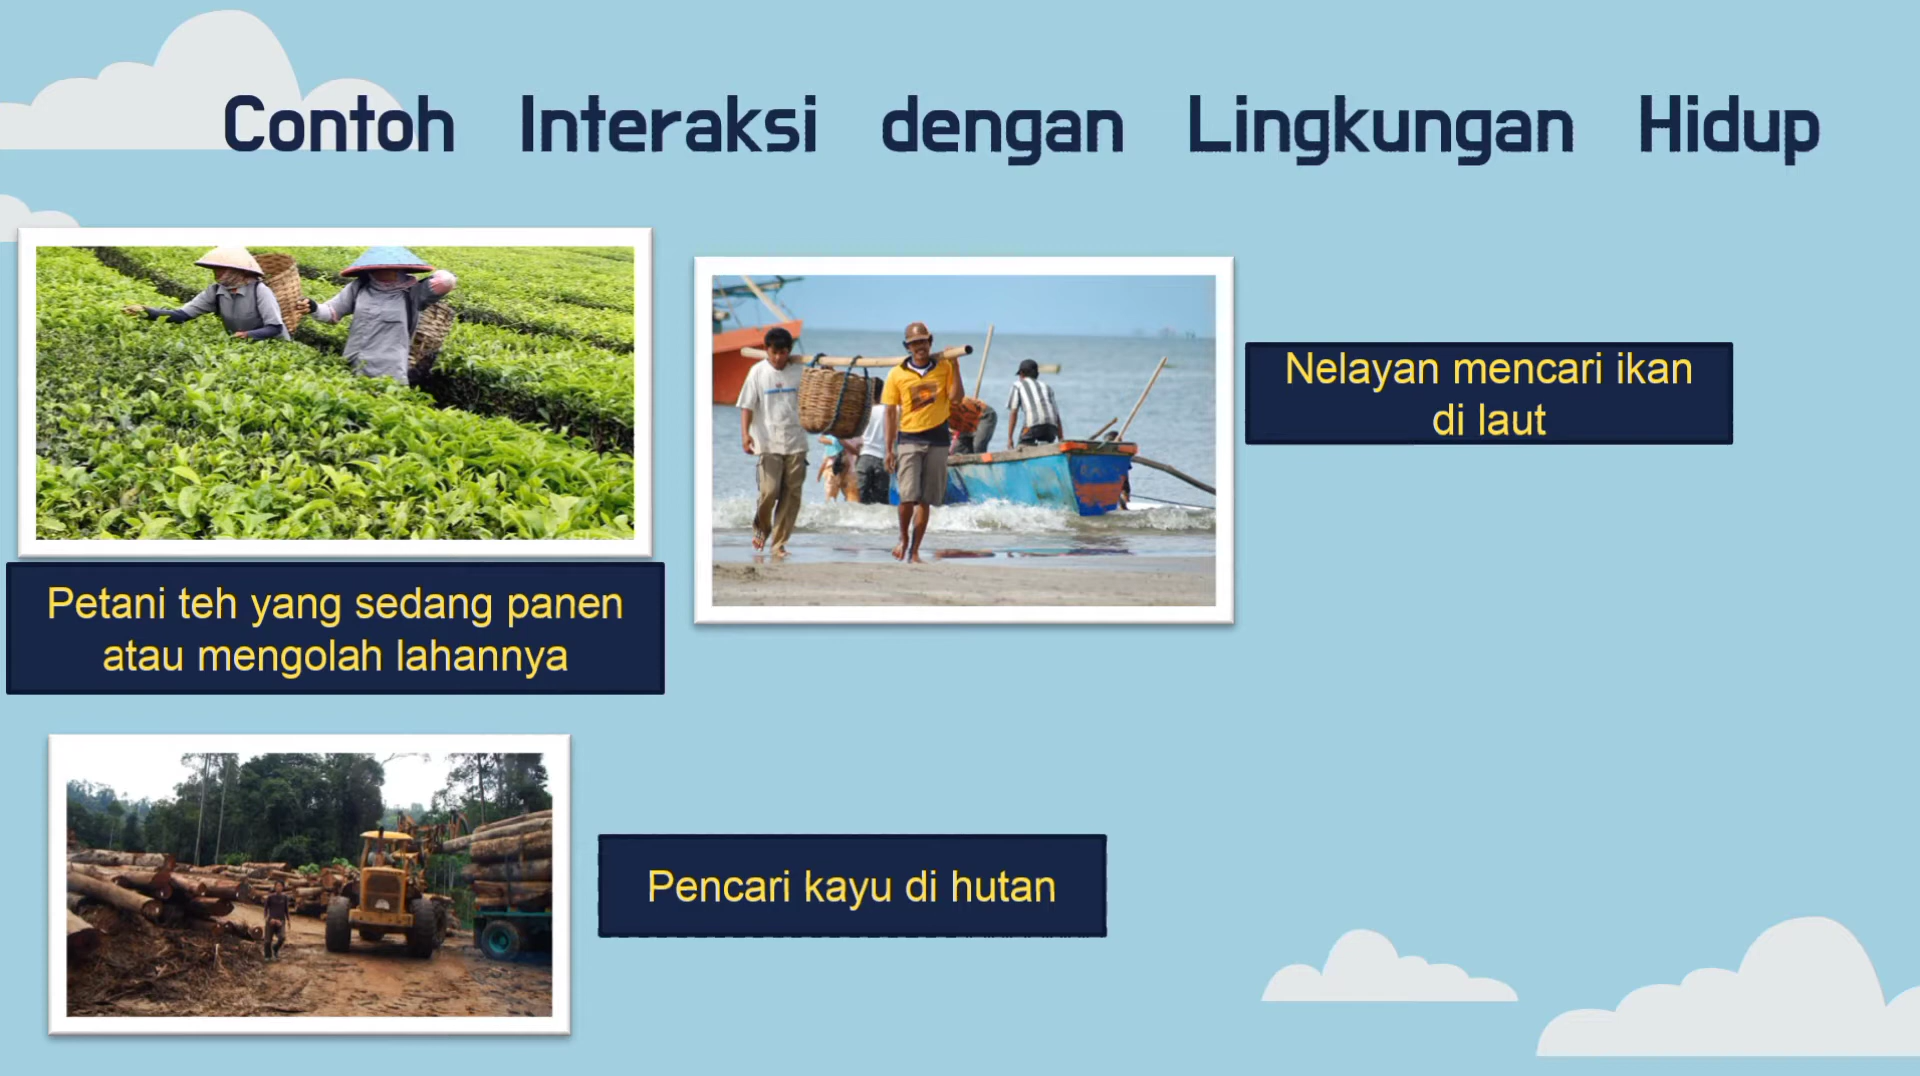 Contoh Interaksi dengan Lingkungan Hidup
Petani teh yang sedang panen
atau mengolah lahannya
Nelayan mencari ikan
di laut
Pencari kayu di hutan